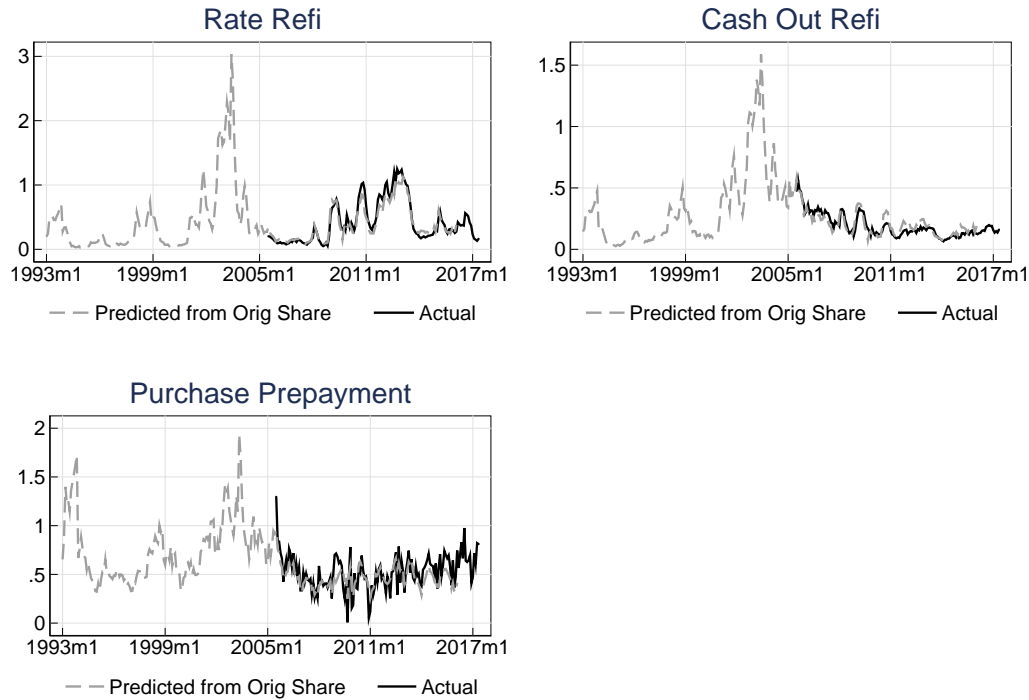 Rate Refi
3
2
1
0
1993m1 1999m1 2005m1 2011m1 2017m1
Predicted from Orig Share Actual
Cash Out Refi
1.5
1
.5
0
1993m1 1999m1 2005m1 2011m1 2017m1
Predicted from Orig Share Actual
Purchase Prepayment
2
1.5
1
.5
0
1993m1 1999m1 2005m1 2011m1 2017m1
Predicted from Orig Share Actual